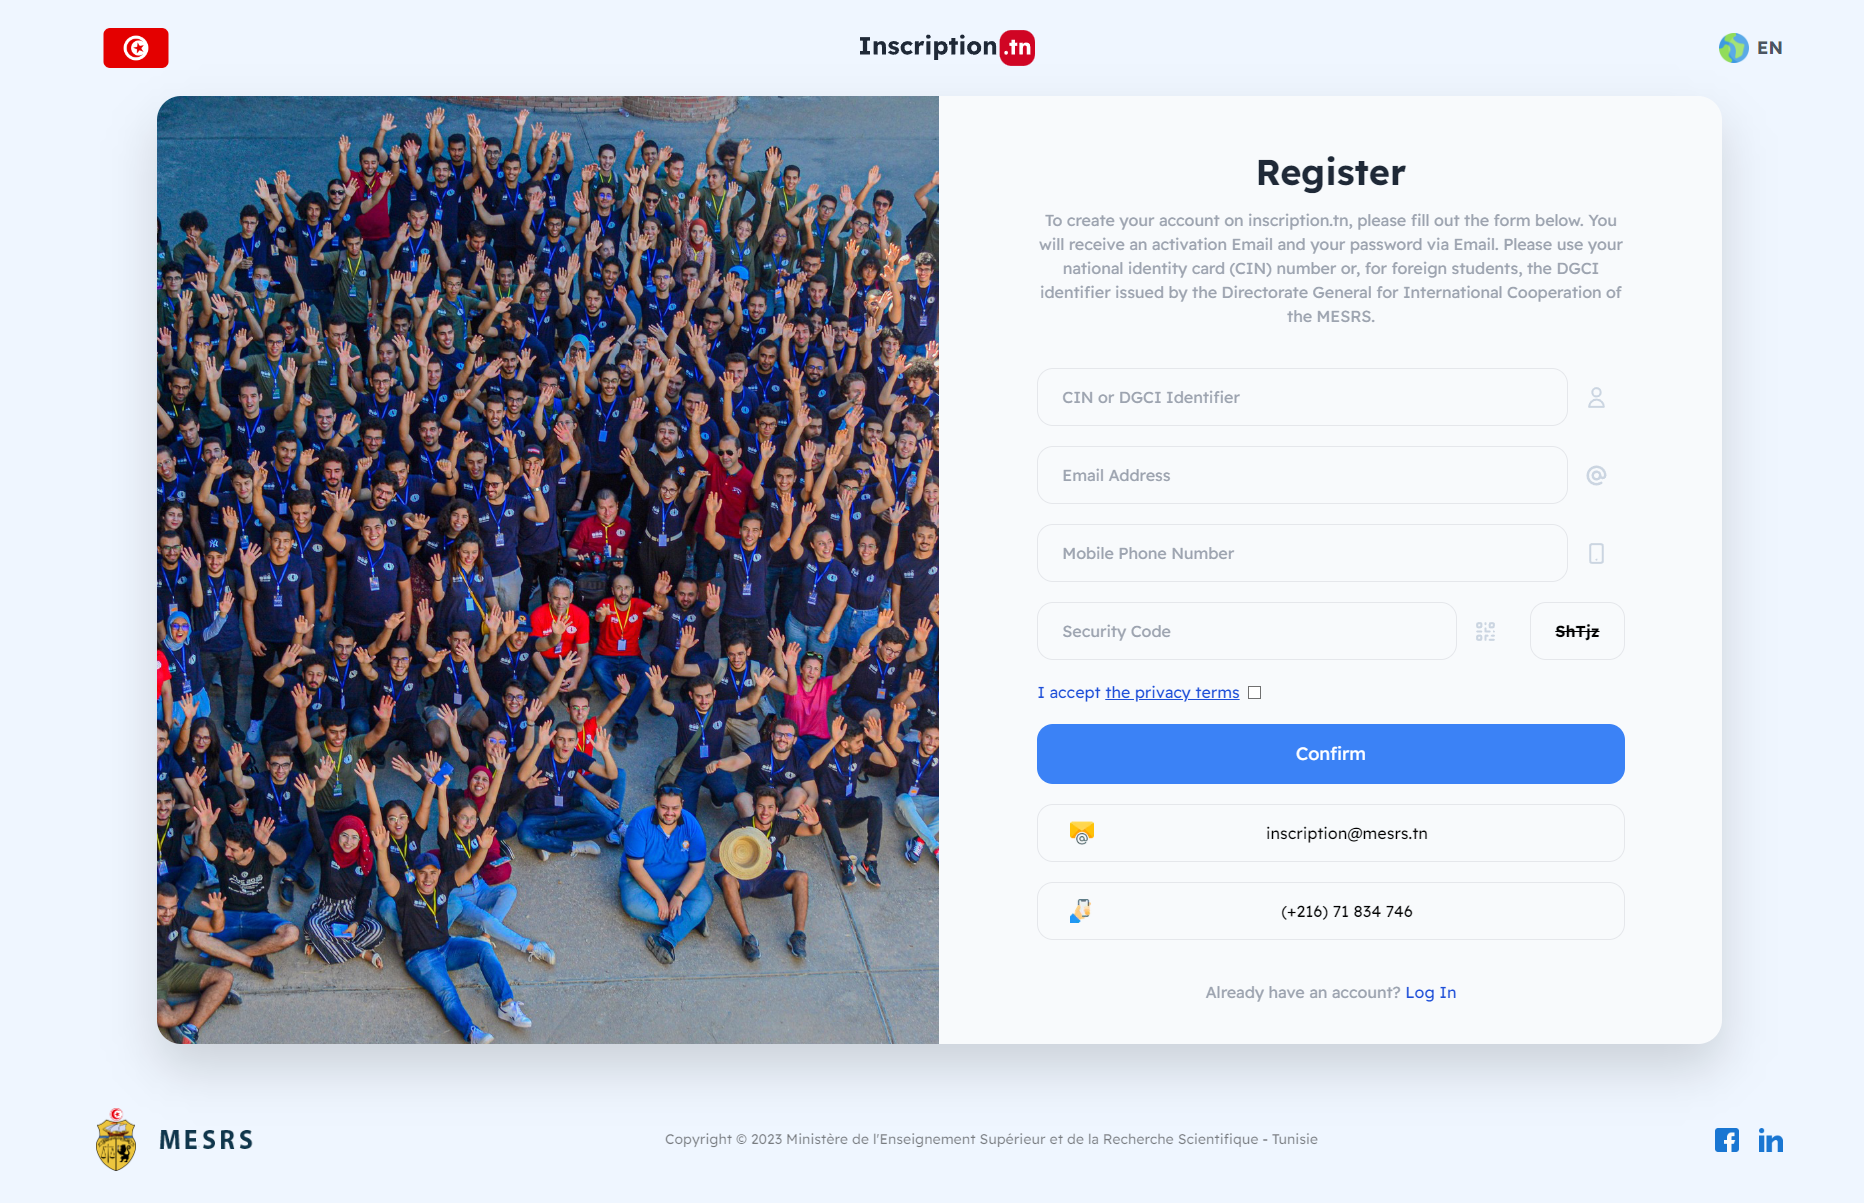 Inscription.tn
EN
Register
To create your account on inscription.tn, please fill out the form below. You
will receive an activation Email and your password via Email. Please use your
national identity card (CIN) number or, for foreign students, the DGCI
identifier issued by the Directorate General for International Cooperation of
the MESRS.
CIN or DGCI Identifier
Email Address
Mobile Phone Number
Security Code
ShTjz
I accept the privacy terms
Confirm
inscription@mesrs.tn
(+216) 71 834 746
Already have an account? Log In
MESRS
Copyright © 2023 Ministère de l'Enseignement Supérieur et de la Recherche Scientifique - Tunisie